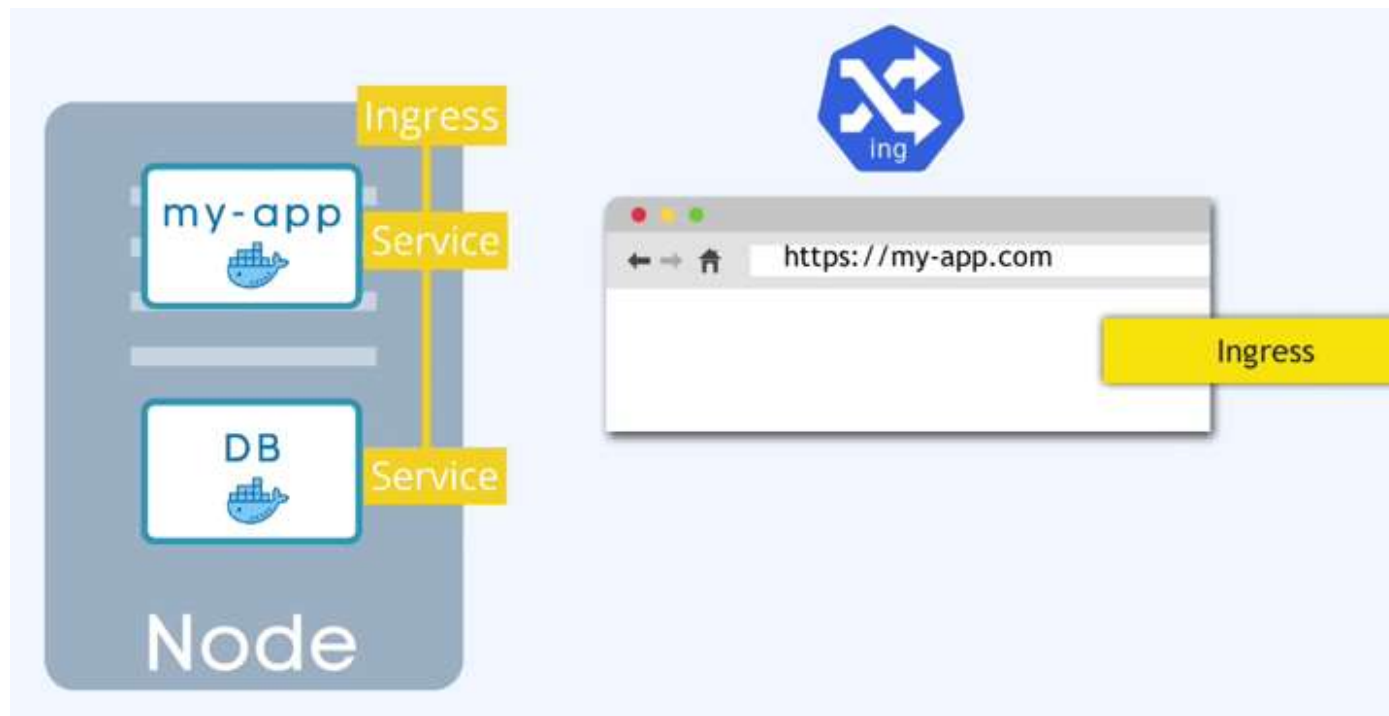 Ingress
my-app
Service
DB
Service
Node
ing
https://my-app.com
Ingress